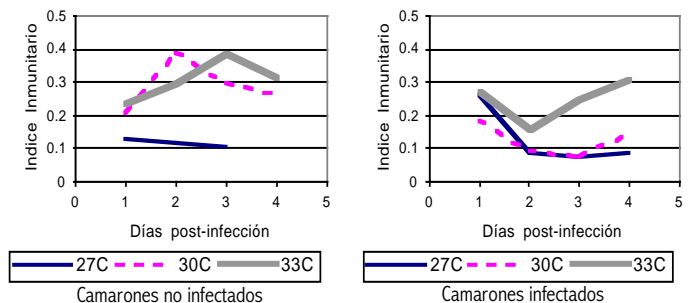 0.5
0.4
0.3
0.2
0.1
0
Indice Inmunitario
0 1 2 3 4 5
Días post-infección
27C 30C 33C
Camarones no infectados
0.5
0.4
0.3
0.2
0.1
0
Indice Inmunitario
0 1 2 3 4 5
Días post-infección
27C 30C 33C
Camarones infectados